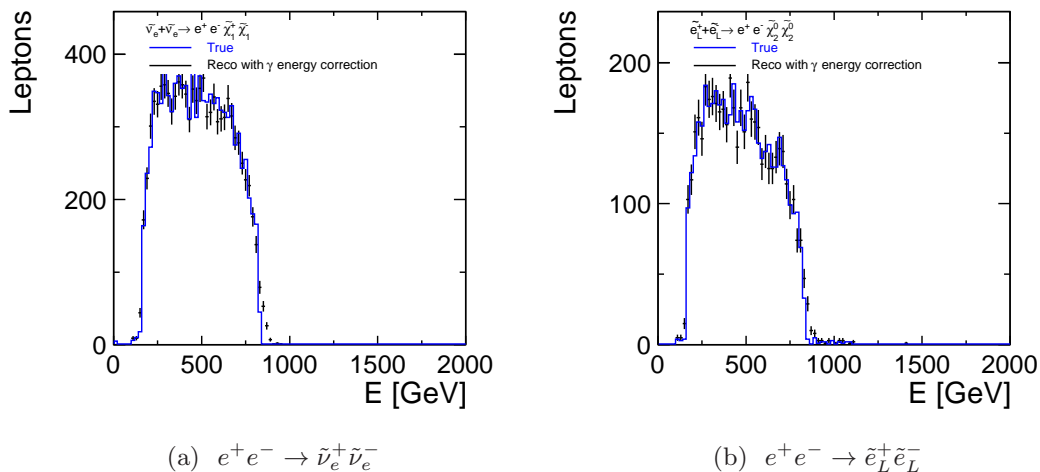 ν̃e+ν̃e→ e+ e- χ̃1+ χ̃1-
True
Reco with γ energy correction
Leptons
400
200
0
0 500 1000 1500 2000
E [GeV]
(a) e+e− → ν̃e+ν̃e−
ẽL++ẽL-→ e+ e- χ̃20 χ̃20
True
Reco with γ energy correction
Leptons
200
100
0
0 500 1000 1500 2000
E [GeV]
(b) e+e− → ẽL+ẽL−